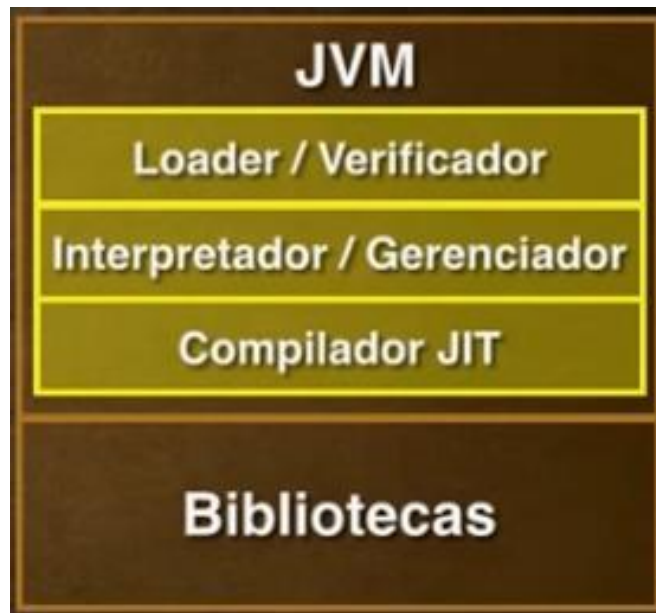 JVM
Loader / Verificador
Interpretador / Gerenciador
Compilador JIT
Bibliotecas